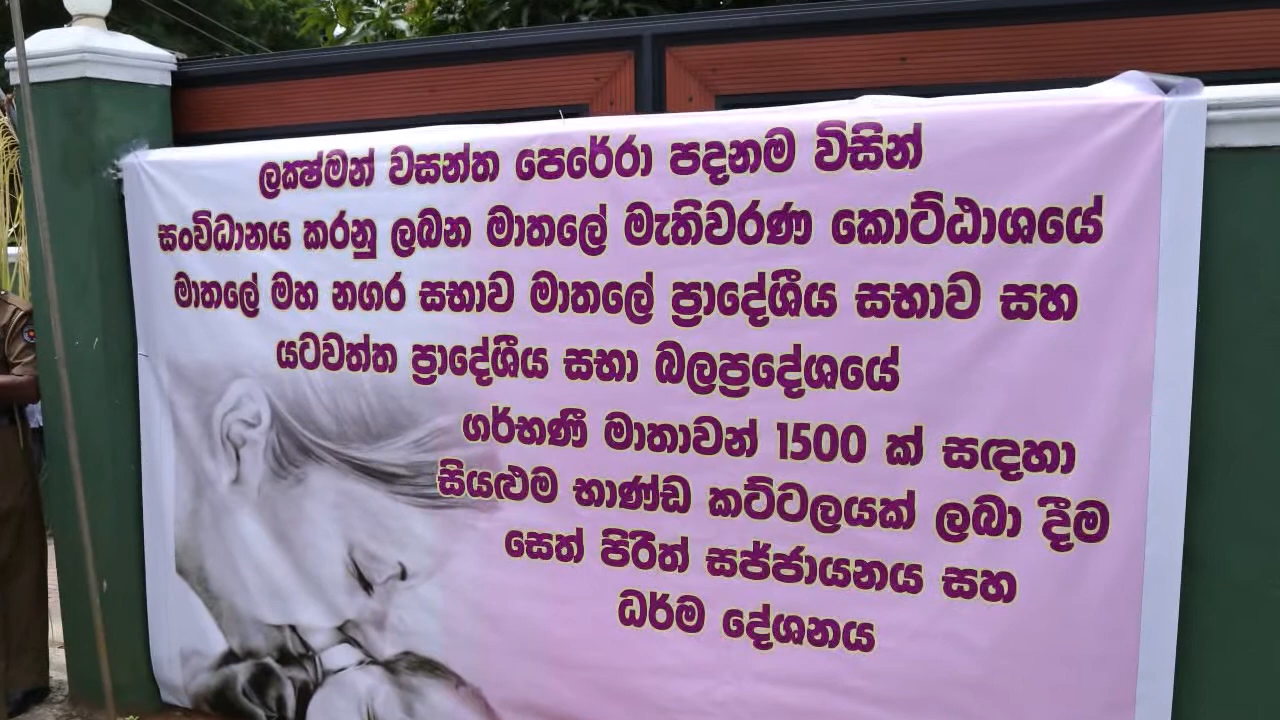 ලක්‍ෂ්මන් වසන්ත පෙරේරා පදනම විසින්
සංවිධානය කරනු ලබන මාතලේ මැතිවරණ කොට්ඨාශයේ
මාතලේ මහ නගර සභාව මාතලේ ප්‍රාදේශීය සභාව සහ
යටවත්ත ප්‍රාදේශීය සභා බලප්‍රදේශයේ
ගර්භණී මාතාවන් 1500 ක් සඳහා
සියළුම භාණ්ඩ කට්ටලයක් ලබා දීම
සෙත් පිරිත් සජ්ජායනය සහ
ධර්ම දේශනය